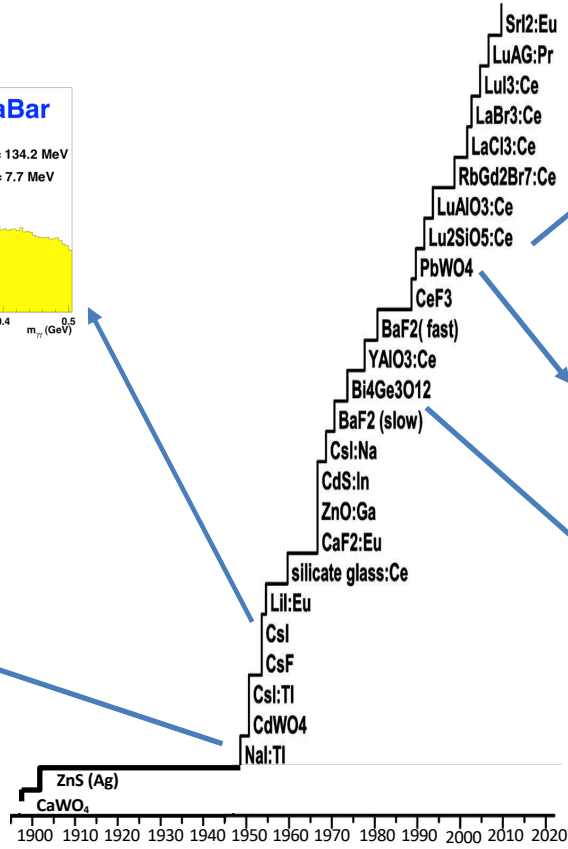 SrI2:Eu
LuAG:Pr
LuI3:Ce
LaBr3:Ce
LaCl3:Ce
RbGd2Br7:Ce
LuAlO3:Ce
Lu2SiO5:Ce
PbWO4
CeF3
BaF2( fast)
YAlO3:Ce
Bi4Ge3O12
BaF2 (slow)
CsI:Na
CdS:In
ZnO:Ga
CaF2:Eu
silicate glass:Ce
LiI:Eu
CsI
CsF
CsI:Tl
CdWO4
NaI:Tl
ZnS (Ag)
CaWO₄
1900 1910 1920 1930 1940 1950 1960 1970 1980 1990 2000 2010 2020
aBar
= 134.2 MeV
= 7.7 MeV
0.4 0.5
mγγ (GeV)